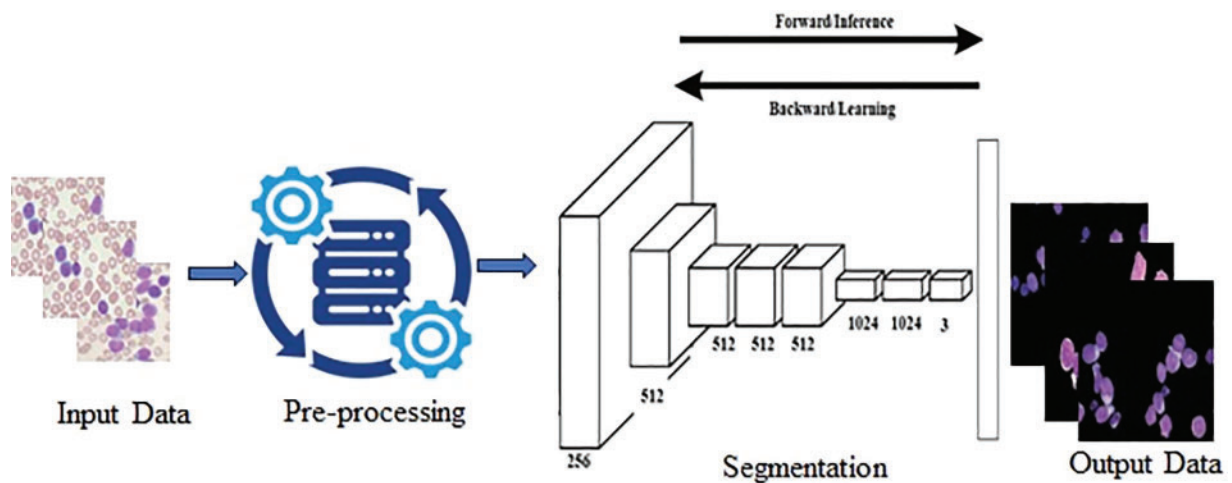 Forward/Inference
Backward/Learning
512 512 512
1024 1024 3
512
256
Input Data
Pre-processing
Segmentation
Output Data